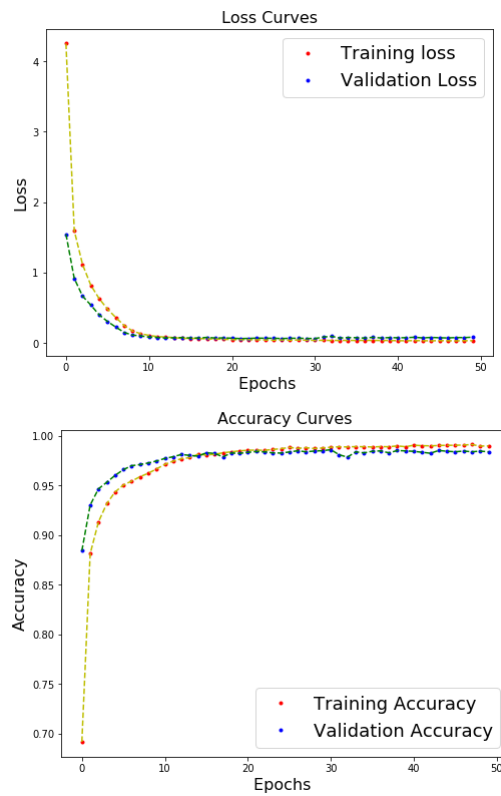 Loss Curves
Training loss
Validation Loss
Loss
4
3
2
1
0
0 10 20 30 40 50
Epochs
Accuracy Curves
1.00
0.95
0.90
0.85
0.80
0.75
0.70
Accuracy
Training Accuracy
Validation Accuracy
0 10 20 30 40 50
Epochs